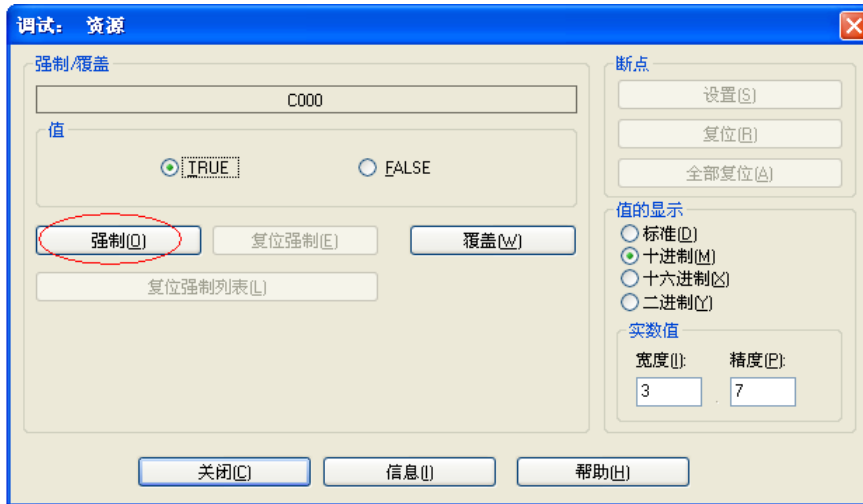 调试： 资源
强制/覆盖
C000
值
TRUE
FALSE
强制(O)
复位强制(E)
覆盖(W)
复位强制列表(L)
断点
设置(S)
复位(R)
全部复位(A)
值的显示
标准(D)
十进制(M)
十六进制(X)
二进制(Y)
实数值
宽度(I):
精度(P):
3
.
7
关闭(C)
信息(I)
帮助(H)